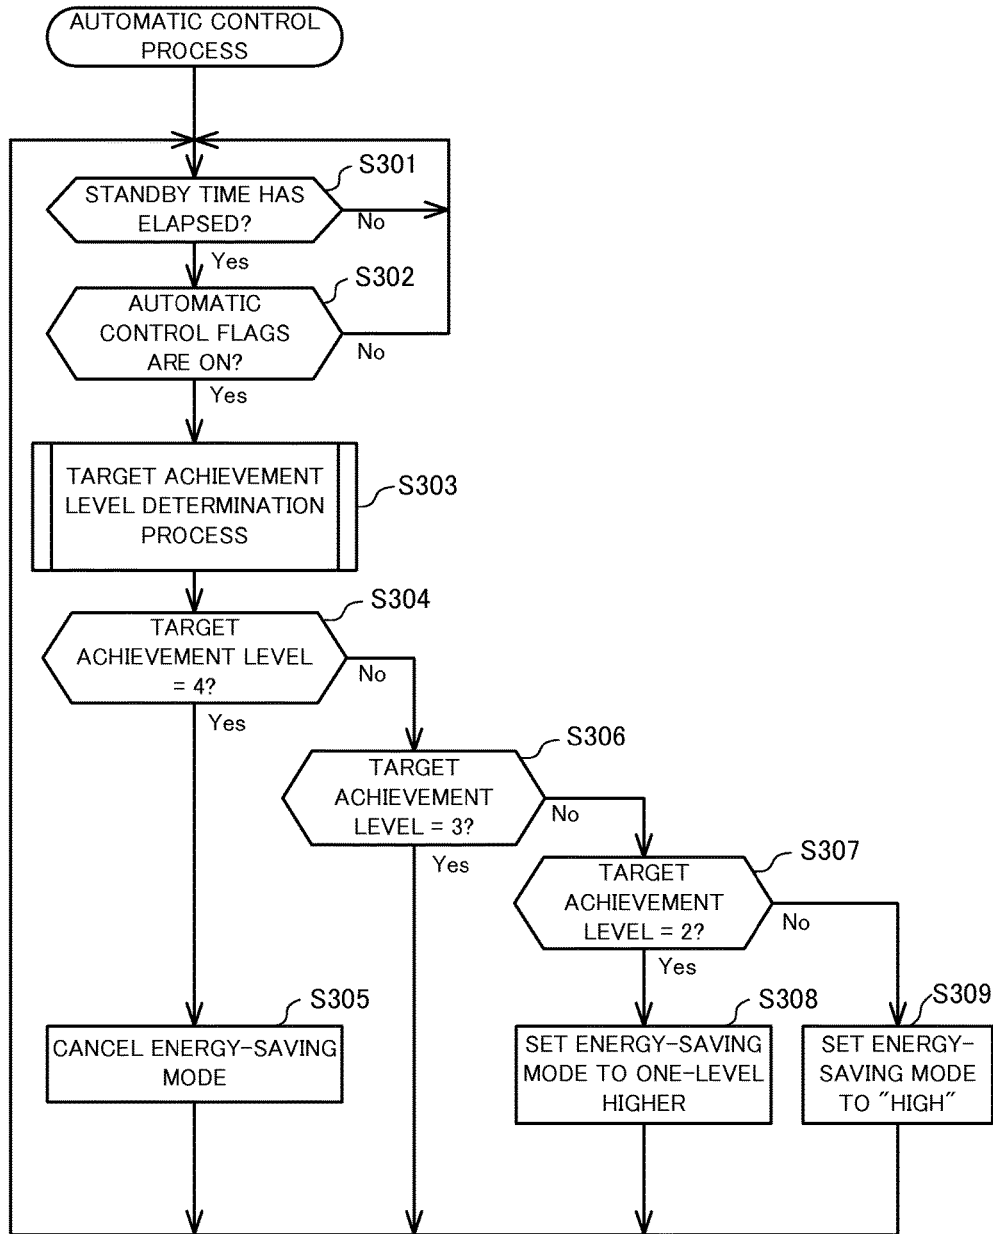 AUTOMATIC CONTROL
PROCESS
S301
STANDBY TIME HAS
ELAPSED?
No
Yes
S302
AUTOMATIC
CONTROL FLAGS
ARE ON?
No
Yes
TARGET ACHIEVEMENT
LEVEL DETERMINATION
PROCESS
S303
S304
TARGET
ACHIEVEMENT LEVEL
= 4?
No
Yes
S306
TARGET
ACHIEVEMENT
LEVEL = 3?
No
Yes
S307
TARGET
ACHIEVEMENT
LEVEL = 2?
No
Yes
S305
CANCEL ENERGY-SAVING
MODE
S308
SET ENERGY-SAVING
MODE TO ONE-LEVEL
HIGHER
S309
SET ENERGY-
SAVING MODE
TO "HIGH"